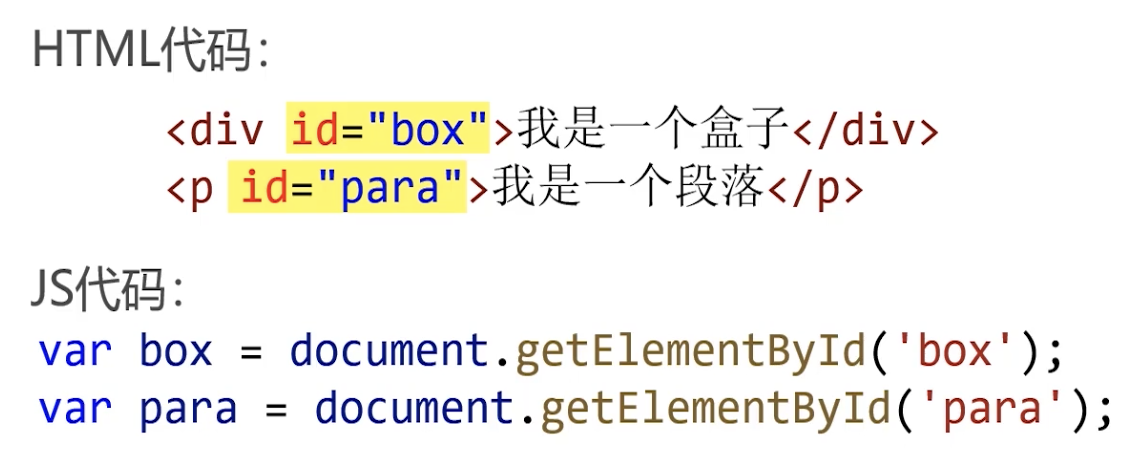 HTML代码：
<div id="box">我是一个盒子</div>
<p id="para">我是一个段落</p>
JS代码：
var box = document.getElementById('box');
var para = document.getElementById('para');